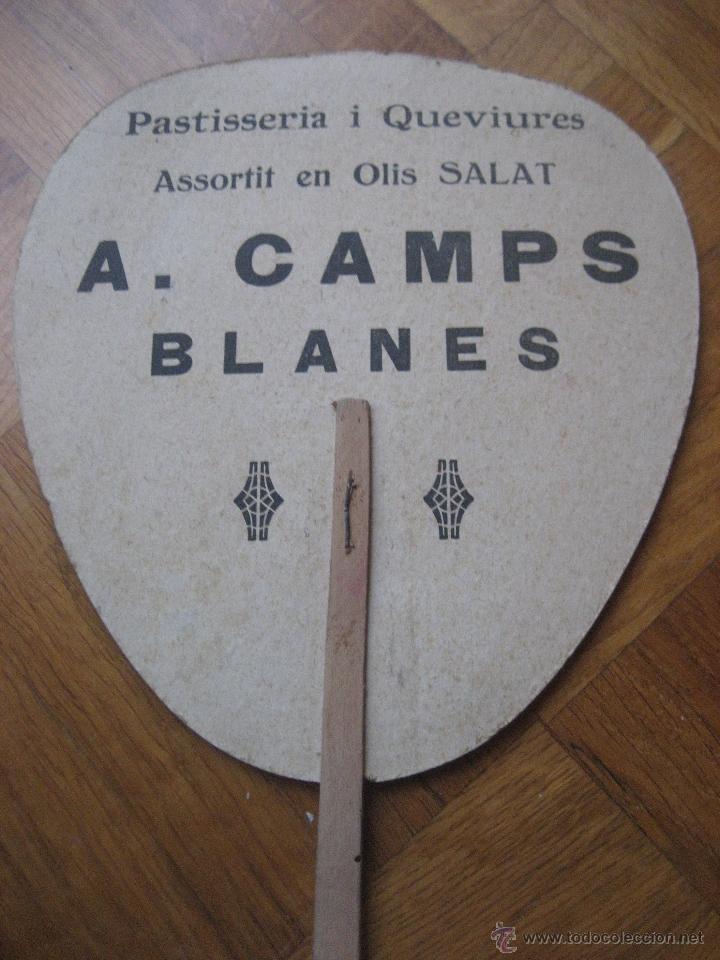 Pastisseria i Queviures
Assortit en Olis SALAT
A. CAMPS
BLANES
© www.todocoleccion.net